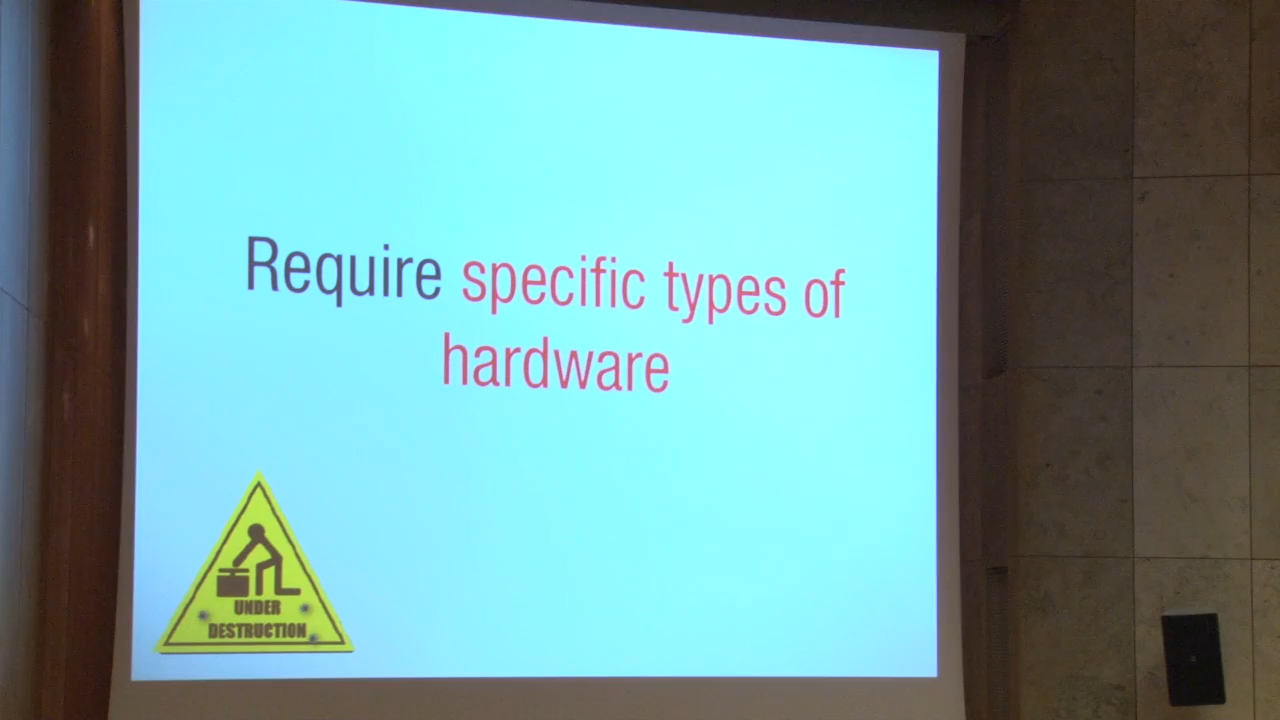 Require specific types of
hardware
UNDER
DESTRUCTION